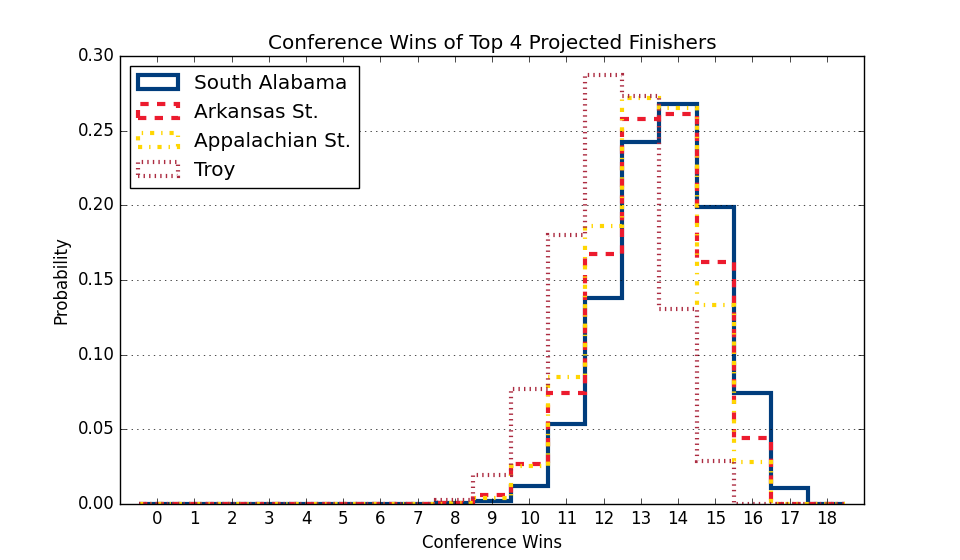 Conference Wins of Top 4 Projected Finishers
0.30
0.25
0.20
0.15
0.10
0.05
0.00
Probability
South Alabama
Arkansas St.
Appalachian St.
Troy
0 1 2 3 4 5 6 7 8 9 10 11 12 13 14 15 16 17 18
Conference Wins